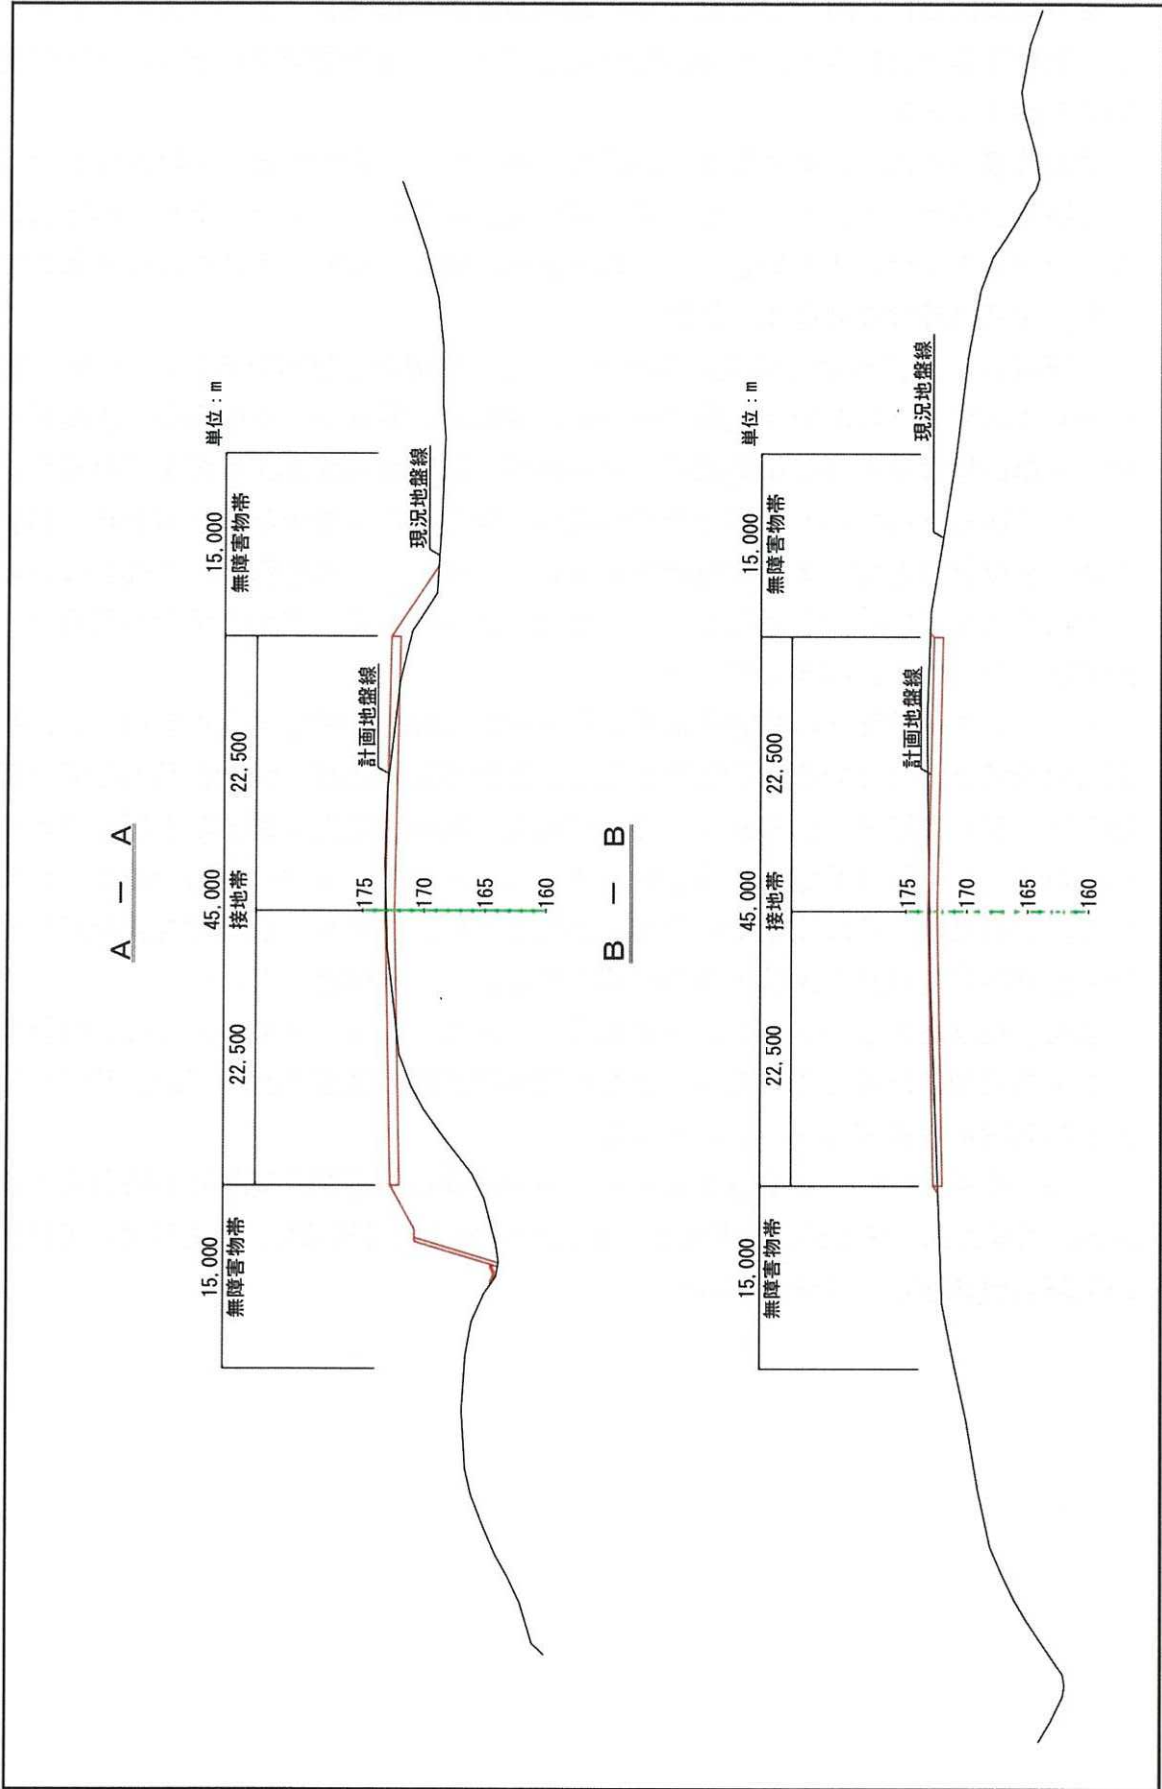 A － A
単位：m
15,000
無障害物帯
45,000
接地帯
15,000
無障害物帯
22,500
22,500
計画地盤線
現況地盤線
175
170
165
160
B － B
単位：m
15,000
無障害物帯
45,000
接地帯
15,000
無障害物帯
22,500
22,500
計画地盤線
現況地盤線
175
170
165
160